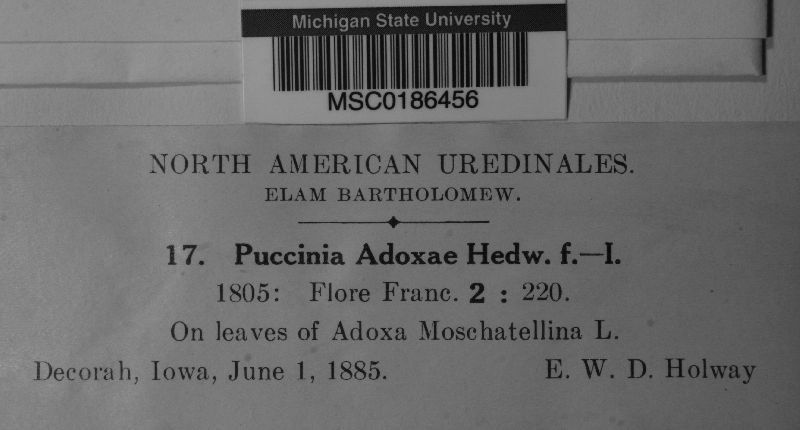 Michigan State University
MSC0186456
NORTH AMERICAN UREDINALES.
ELAM BARTHOLOMEW.
17. Puccinia Adoxae Hedw. f.—I.
1805: Flore Franc. 2 : 220.
On leaves of Adoxa Moschatellina L.
Decorah, Iowa, June 1, 1885. E. W. D. Holway